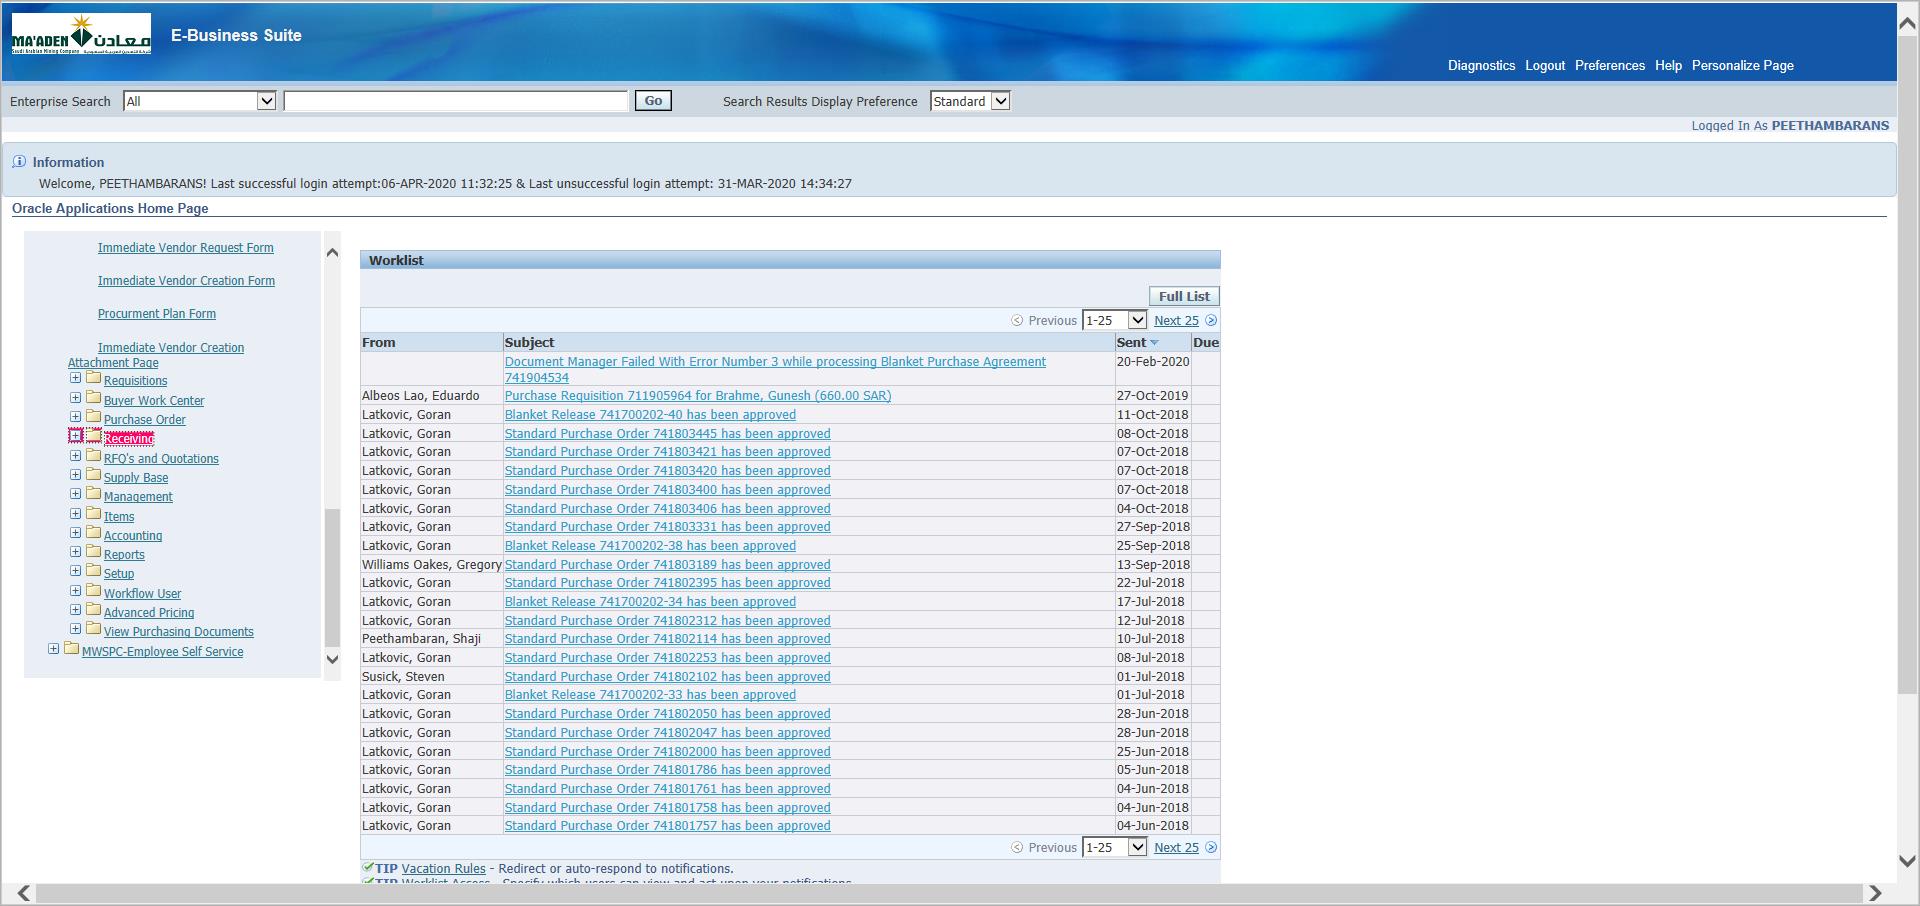 MA'ADEN معادن
Saudi Arabian Mining Company
E-Business Suite
Diagnostics Logout Preferences Help Personalize Page
Enterprise Search All Go Search Results Display Preference Standard
Logged In As PEETHAMBARANS
Information
Welcome, PEETHAMBARANS! Last successful login attempt:06-APR-2020 11:32:25 & Last unsuccessful login attempt: 31-MAR-2020 14:34:27
Oracle Applications Home Page
Immediate Vendor Request Form
Immediate Vendor Creation Form
Procurment Plan Form
Immediate Vendor Creation
Attachment Page
Requisitions
Buyer Work Center
Purchase Order
Receiving
RFQ's and Quotations
Supply Base
Management
Items
Accounting
Reports
Setup
Workflow User
Advanced Pricing
View Purchasing Documents
MWSPC-Employee Self Service
Worklist
Full List
Previous 1-25 Next 25
From Subject Sent Due
Document Manager Failed With Error Number 3 while processing Blanket Purchase Agreement 20-Feb-2020
741904534
Albeos Lao, Eduardo Purchase Requisition 711905964 for Brahme, Gunesh (660.00 SAR) 27-Oct-2019
Latkovic, Goran Blanket Release 741700202-40 has been approved 11-Oct-2018
Latkovic, Goran Standard Purchase Order 741803445 has been approved 08-Oct-2018
Latkovic, Goran Standard Purchase Order 741803421 has been approved 07-Oct-2018
Latkovic, Goran Standard Purchase Order 741803420 has been approved 07-Oct-2018
Latkovic, Goran Standard Purchase Order 741803400 has been approved 07-Oct-2018
Latkovic, Goran Standard Purchase Order 741803406 has been approved 04-Oct-2018
Latkovic, Goran Standard Purchase Order 741803331 has been approved 27-Sep-2018
Latkovic, Goran Blanket Release 741700202-38 has been approved 25-Sep-2018
Williams Oakes, Gregory Standard Purchase Order 741803189 has been approved 13-Sep-2018
Latkovic, Goran Standard Purchase Order 741802395 has been approved 22-Jul-2018
Latkovic, Goran Blanket Release 741700202-34 has been approved 17-Jul-2018
Latkovic, Goran Standard Purchase Order 741802312 has been approved 12-Jul-2018
Peethambaran, Shaji Standard Purchase Order 741802114 has been approved 10-Jul-2018
Latkovic, Goran Standard Purchase Order 741802253 has been approved 08-Jul-2018
Susick, Steven Standard Purchase Order 741802102 has been approved 01-Jul-2018
Latkovic, Goran Blanket Release 741700202-33 has been approved 01-Jul-2018
Latkovic, Goran Standard Purchase Order 741802050 has been approved 28-Jun-2018
Latkovic, Goran Standard Purchase Order 741802047 has been approved 28-Jun-2018
Latkovic, Goran Standard Purchase Order 741802000 has been approved 25-Jun-2018
Latkovic, Goran Standard Purchase Order 741801786 has been approved 05-Jun-2018
Latkovic, Goran Standard Purchase Order 741801761 has been approved 04-Jun-2018
Latkovic, Goran Standard Purchase Order 741801758 has been approved 04-Jun-2018
Latkovic, Goran Standard Purchase Order 741801757 has been approved 04-Jun-2018
Previous 1-25 Next 25
TIP Vacation Rules - Redirect or auto-respond to notifications.
TIP Worklist Access - Specify which users can view and act upon your notifications.